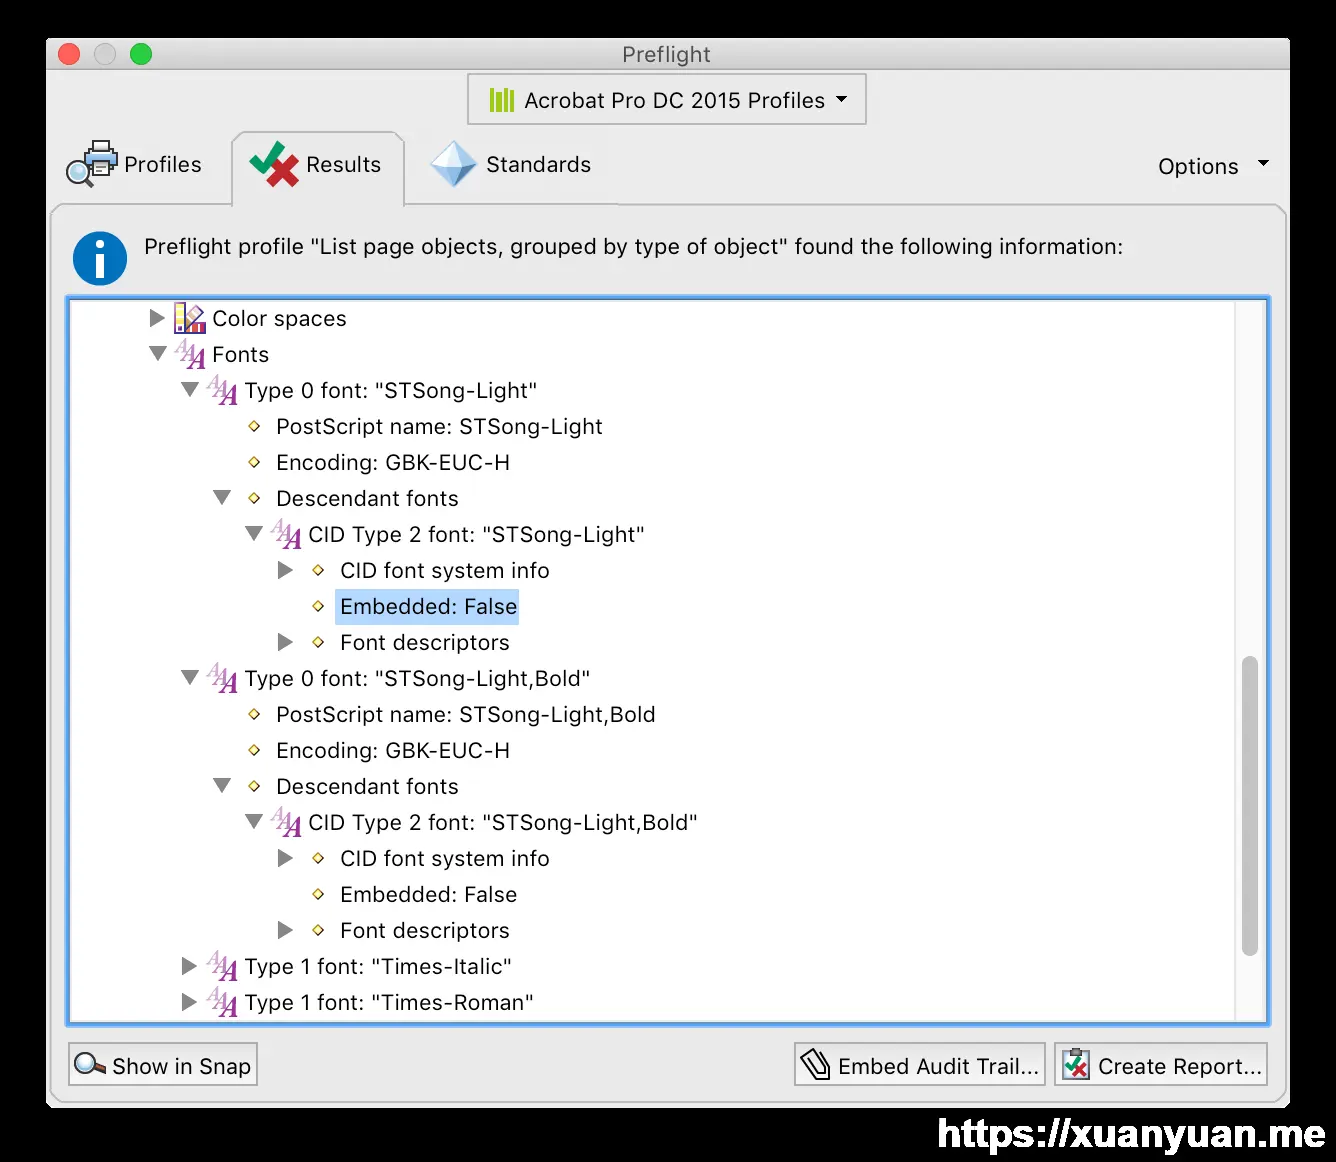 Preflight
Acrobat Pro DC 2015 Profiles
Profiles
Results
Standards
Options
Preflight profile "List page objects, grouped by type of object" found the following information:
Color spaces
Fonts
Type 0 font: "STSong-Light"
PostScript name: STSong-Light
Encoding: GBK-EUC-H
Descendant fonts
CID Type 2 font: "STSong-Light"
CID font system info
Embedded: False
Font descriptors
Type 0 font: "STSong-Light,Bold"
PostScript name: STSong-Light,Bold
Encoding: GBK-EUC-H
Descendant fonts
CID Type 2 font: "STSong-Light,Bold"
CID font system info
Embedded: False
Font descriptors
Type 1 font: "Times-Italic"
Type 1 font: "Times-Roman"
Show in Snap
Embed Audit Trail...
Create Report...
https://xuanyuan.me